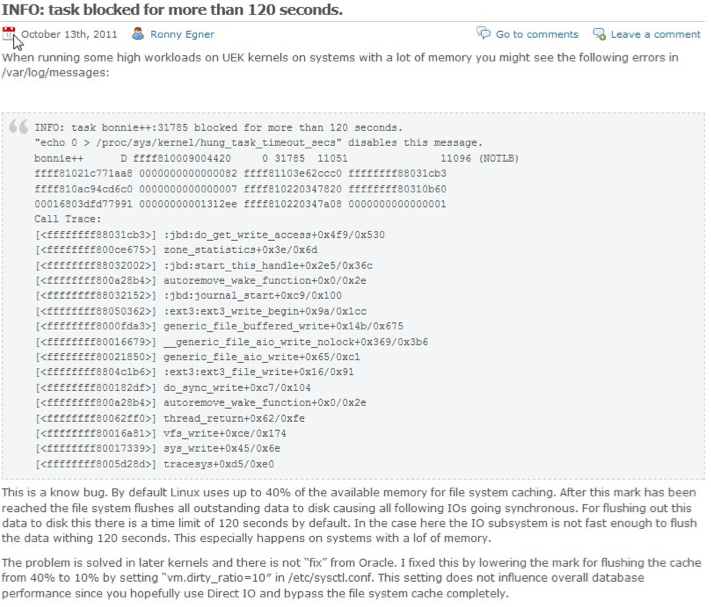 INFO: task blocked for more than 120 seconds.
October 13th, 2011 Ronny Egner Go to comments Leave a comment
When running some high workloads on UEK kernels on systems with a lot of memory you might see the following errors in
/var/log/messages:
INFO: task bonnie++:31785 blocked for more than 120 seconds.
"echo 0 > /proc/sys/kernel/hung_task_timeout_secs" disables this message.
bonnie++ D ffff810009004420 0 31785 11051 11096 (NOTLB)
ffff81021c771aa8 0000000000000082 ffff81103e62ccc0 ffffffff88031cb3
ffff810ac94cd6c0 0000000000000007 ffff810220347820 ffffffff80310b60
00016803dfd77991 00000000001312ee ffff810220347a08 0000000000000001
Call Trace:
[<ffffffff88031cb3>] :jbd:do_get_write_access+0x4f9/0x530
[<ffffffff800ce675>] zone_statistics+0x3e/0x6d
[<ffffffff88032002>] :jbd:start_this_handle+0x2e5/0x36c
[<ffffffff800a28b4>] autoremove_wake_function+0x0/0x2e
[<ffffffff88032152>] :jbd:journal_start+0xc9/0x100
[<ffffffff88050362>] :ext3:ext3_write_begin+0x9a/0x1cc
[<ffffffff8000fda3>] generic_file_buffered_write+0x14b/0x675
[<ffffffff80016679>] __generic_file_aio_write_nolock+0x369/0x3b6
[<ffffffff80021850>] generic_file_aio_write+0x65/0xc1
[<ffffffff8804c1b6>] :ext3:ext3_file_write+0x16/0x91
[<ffffffff800182df>] do_sync_write+0xc7/0x104
[<ffffffff800a28b4>] autoremove_wake_function+0x0/0x2e
[<ffffffff80062ff0>] thread_return+0x62/0xfe
[<ffffffff80016a81>] vfs_write+0xce/0x174
[<ffffffff80017339>] sys_write+0x45/0x6e
[<ffffffff8005d28d>] tracesys+0xd5/0xe0
This is a know bug. By default Linux uses up to 40% of the available memory for file system caching. After this mark has been
reached the file system flushes all outstanding data to disk causing all following IOs going synchronous. For flushing out this
data to disk this there is a time limit of 120 seconds by default. In the case here the IO subsystem is not fast enough to flush
the data withing 120 seconds. This especially happens on systems with a lof of memory.
The problem is solved in later kernels and there is not “fix” from Oracle. I fixed this by lowering the mark for flushing the cache
from 40% to 10% by setting “vm.dirty_ratio=10” in /etc/sysctl.conf. This setting does not influence overall database
performance since you hopefully use Direct IO and bypass the file system cache completely.